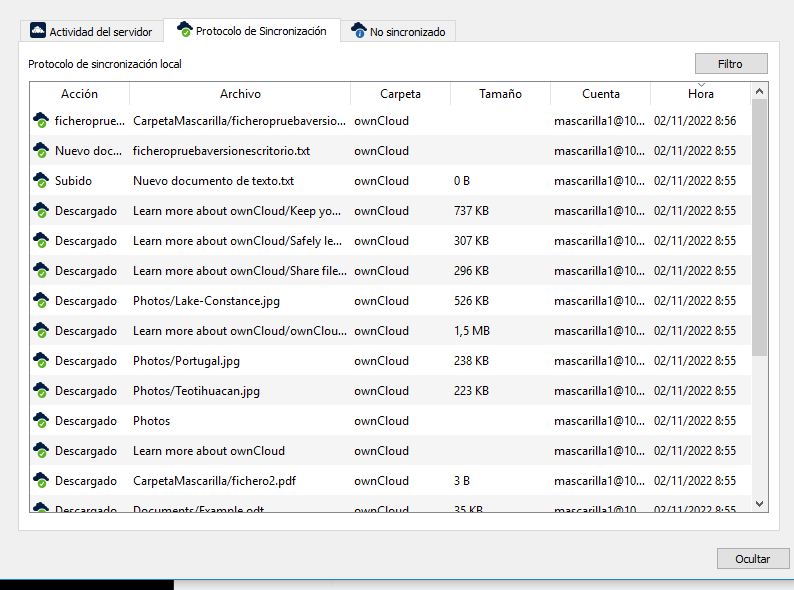 Actividad del servidor Protocolo de Sincronización No sincronizado
Protocolo de sincronización local Filtro
Acción Archivo Carpeta Tamaño Cuenta Hora
ficheroprue... CarpetaMascarilla/ficheropruebaversio... ownCloud mascarilla1@10... 02/11/2022 8:56
Nuevo doc... ficheropruebaversionescritorio.txt ownCloud mascarilla1@10... 02/11/2022 8:55
Subido Nuevo documento de texto.txt ownCloud 0 B mascarilla1@10... 02/11/2022 8:55
Descargado Learn more about ownCloud/Keep yo... ownCloud 737 KB mascarilla1@10... 02/11/2022 8:55
Descargado Learn more about ownCloud/Safely le... ownCloud 307 KB mascarilla1@10... 02/11/2022 8:55
Descargado Learn more about ownCloud/Share file... ownCloud 296 KB mascarilla1@10... 02/11/2022 8:55
Descargado Photos/Lake-Constance.jpg ownCloud 526 KB mascarilla1@10... 02/11/2022 8:55
Descargado Learn more about ownCloud/ownClou... ownCloud 1,5 MB mascarilla1@10... 02/11/2022 8:55
Descargado Photos/Portugal.jpg ownCloud 238 KB mascarilla1@10... 02/11/2022 8:55
Descargado Photos/Teotihuacan.jpg ownCloud 223 KB mascarilla1@10... 02/11/2022 8:55
Descargado Photos ownCloud mascarilla1@10... 02/11/2022 8:55
Descargado Learn more about ownCloud ownCloud mascarilla1@10... 02/11/2022 8:55
Descargado CarpetaMascarilla/fichero2.pdf ownCloud 3 B mascarilla1@10... 02/11/2022 8:55
Descargado Documents/Example.odt ownCloud 35 KB mascarilla1@10... 02/11/2022 8:55
Ocultar